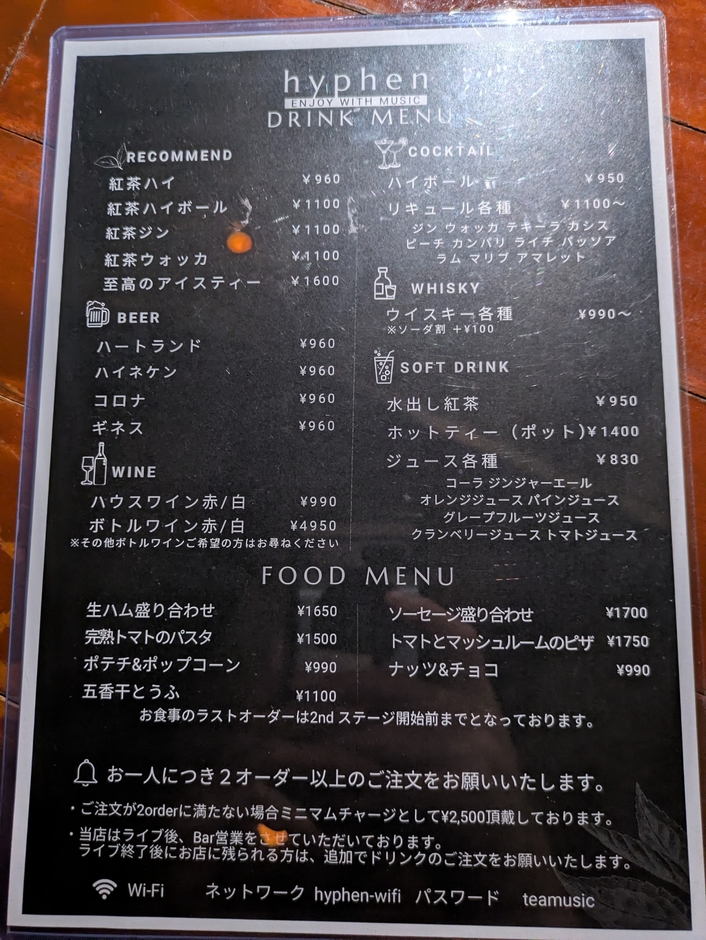 hyphen
ENJOY WITH MUSIC
DRINK MENU
RECOMMEND
紅茶ハイ ¥960
紅茶ハイボール ¥1100
紅茶ジン ¥1100
紅茶ウォッカ ¥1100
至高のアイスティー ¥1600
BEER
ハートランド ¥960
ハイネケン ¥960
コロナ ¥960
ギネス ¥960
WINE
ハウスワイン赤/白 ¥990
ボトルワイン赤/白 ¥4950
※その他ボトルワインご希望の方はお尋ねください
COCKTAIL
ハイボール ¥950
リキュール各種 ¥1100～
ジン ウォッカ テキーラ カシス
ピーチ カンパリ ライチ パッソア
ラム マリブ アマレット
WHISKY
ウイスキー各種 ¥990～
※ソーダ割 +¥100
SOFT DRINK
水出し紅茶 ¥950
ホットティー（ポット)¥1400
ジュース各種 ¥830
コーラ ジンジャーエール
オレンジジュース パインジュース
グレープフルーツジュース
クランベリージュース トマトジュース
FOOD MENU
生ハム盛り合わせ ¥1650
完熟トマトのパスタ ¥1500
ポテチ&ポップコーン ¥990
五香干とうふ ¥1100
ソーセージ盛り合わせ ¥1700
トマトとマッシュルームのピザ ¥1750
ナッツ&チョコ ¥990
お食事のラストオーダーは2nd ステージ開始前までとなっております。
お一人につき２オーダー以上のご注文をお願いいたします。
・ご注文が2orderに満たない場合ミニマムチャージとして¥2,500頂戴しております。
・当店はライブ後、Bar営業をさせていただいております。
ライブ終了後にお店に残られる方は、追加でドリンクのご注文をお願いいたします。
Wi-Fi ネットワーク hyphen-wifi パスワード teamusic